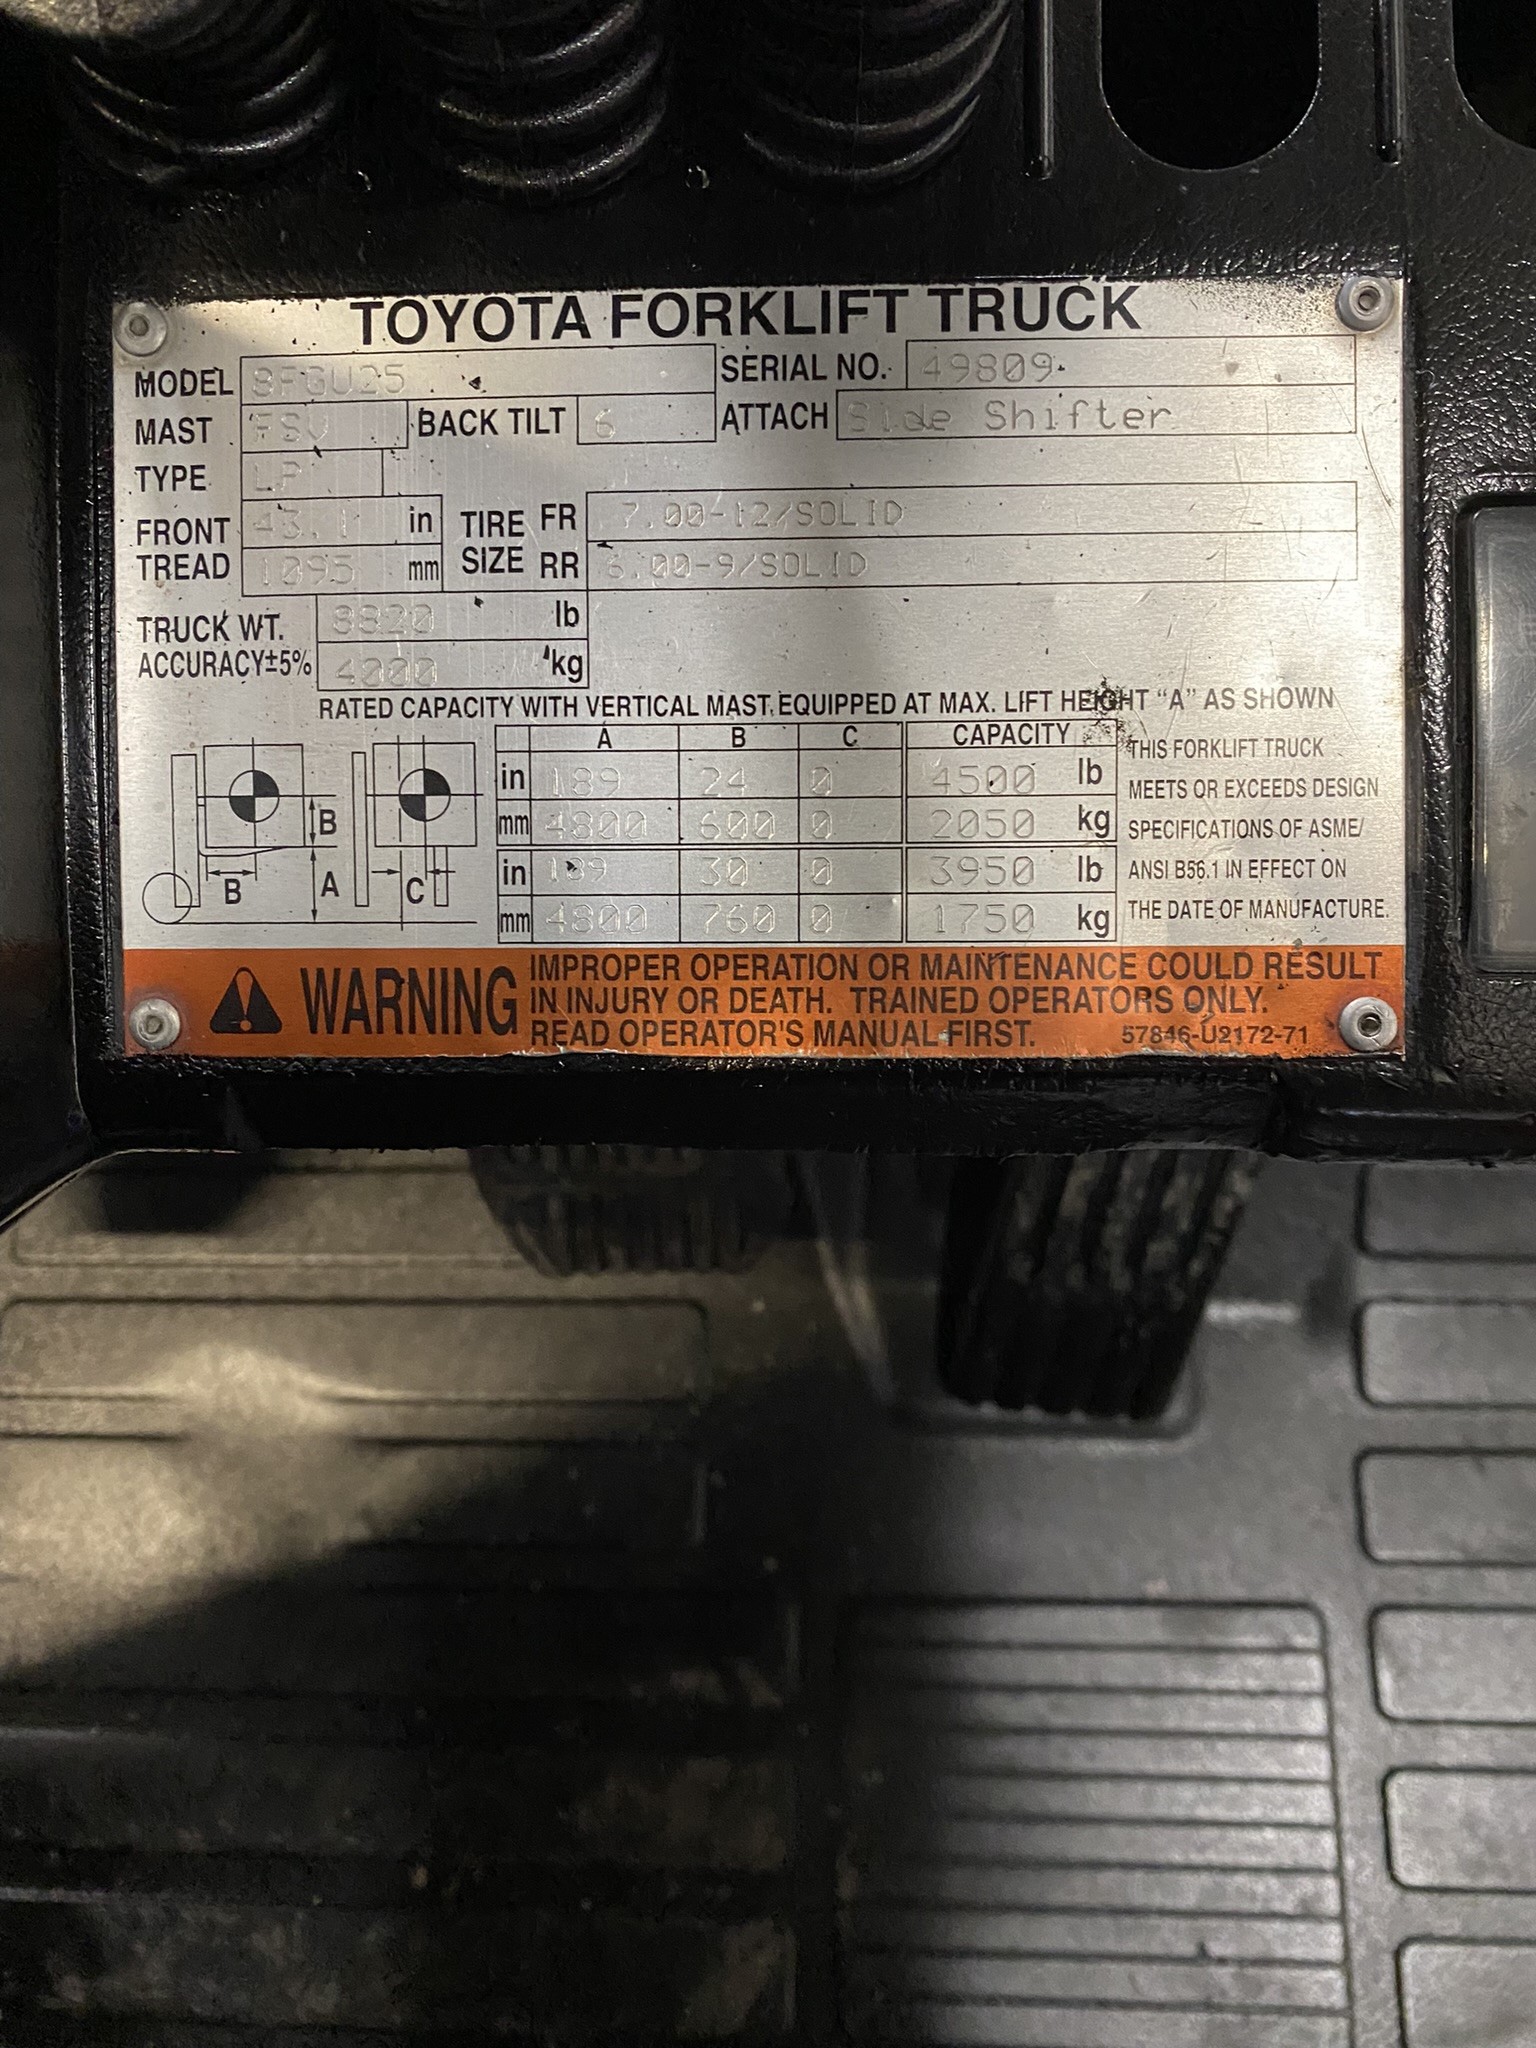 TOYOTA FORKLIFT TRUCK
MODEL 8FGU25 SERIAL NO. 49809
MAST FSV BACK TILT 6 ATTACH Side Shifter
TYPE LP
FRONT TREAD 43.1 in 1095 mm
TIRE SIZE FR 7.00-12/SOLID
RR 6.00-9/SOLID
TRUCK WT. 8820 lb
ACCURACY±5% 4000 kg
RATED CAPACITY WITH VERTICAL MAST EQUIPPED AT MAX. LIFT HEIGHT "A" AS SHOWN
A B C CAPACITY
in 189 24 0 4500 lb
mm 4800 600 0 2050 kg
in 189 30 0 3950 lb
mm 4800 760 0 1750 kg
B
B A C
THIS FORKLIFT TRUCK
MEETS OR EXCEEDS DESIGN
SPECIFICATIONS OF ASME/
ANSI B56.1 IN EFFECT ON
THE DATE OF MANUFACTURE.
WARNING
IMPROPER OPERATION OR MAINTENANCE COULD RESULT
IN INJURY OR DEATH. TRAINED OPERATORS ONLY.
READ OPERATOR'S MANUAL FIRST. 57846-U2172-71